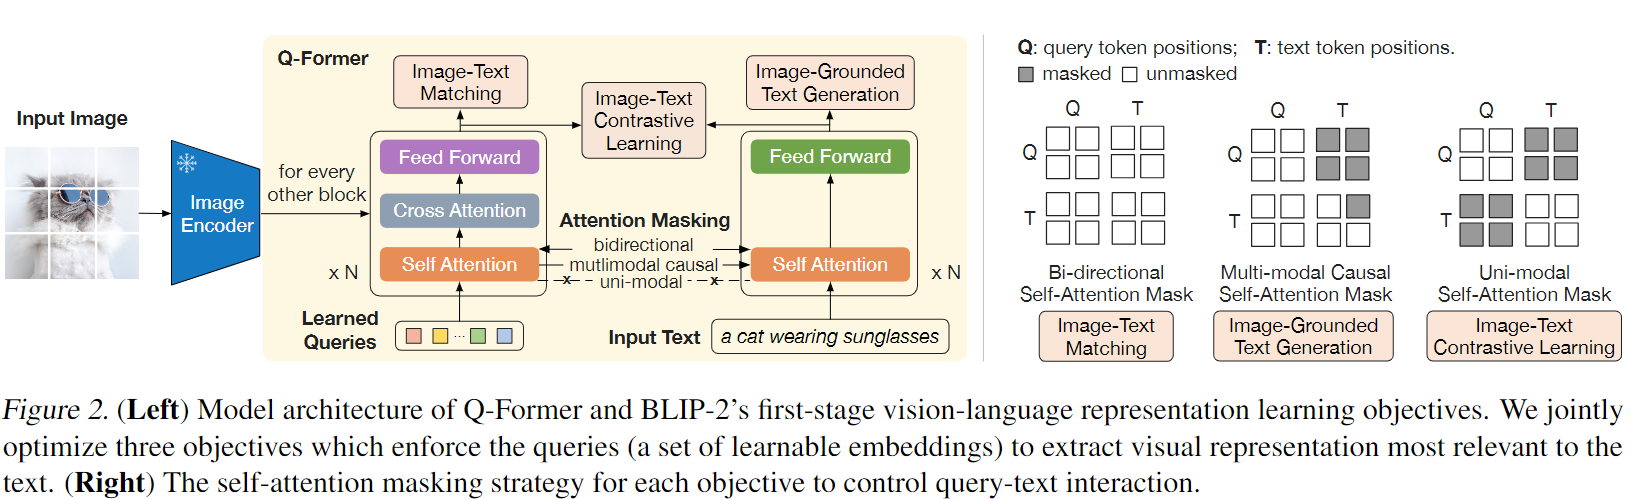 Q-Former
Input Image
Image
Encoder
for every
other block
Image-Text
Matching
Image-Text
Contrastive
Learning
Image-Grounded
Text Generation
Feed Forward
Cross Attention
Self Attention
x N
Attention Masking
bidirectional
mutlimodal causal
uni-modal
x
x
Feed Forward
Self Attention
x N
Learned
Queries
...
Input Text
a cat wearing sunglasses
Q: query token positions; T: text token positions.
masked unmasked
Q T
Q
T
Bi-directional
Self-Attention Mask
Image-Text
Matching
Q T
Q
T
Multi-modal Causal
Self-Attention Mask
Image-Grounded
Text Generation
Q T
Q
T
Uni-modal
Self-Attention Mask
Image-Text
Contrastive Learning
Figure 2. (Left) Model architecture of Q-Former and BLIP-2's first-stage vision-language representation learning objectives. We jointly
optimize three objectives which enforce the queries (a set of learnable embeddings) to extract visual representation most relevant to the
text. (Right) The self-attention masking strategy for each objective to control query-text interaction.